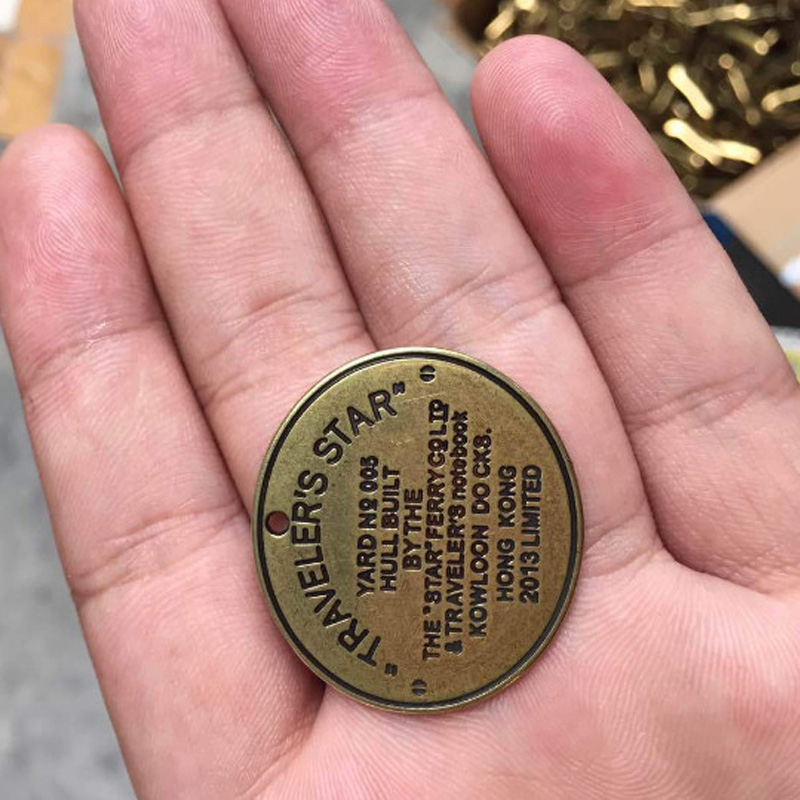 "TRAVELER'S STAR"
YARD Nº 005
HULL BUILT
BY THE
THE "STAR" FERRY Cº LTD
& TRAVELER'S notebook
KOWLOON DOCKS.
HONG KONG
2013 LIMITED